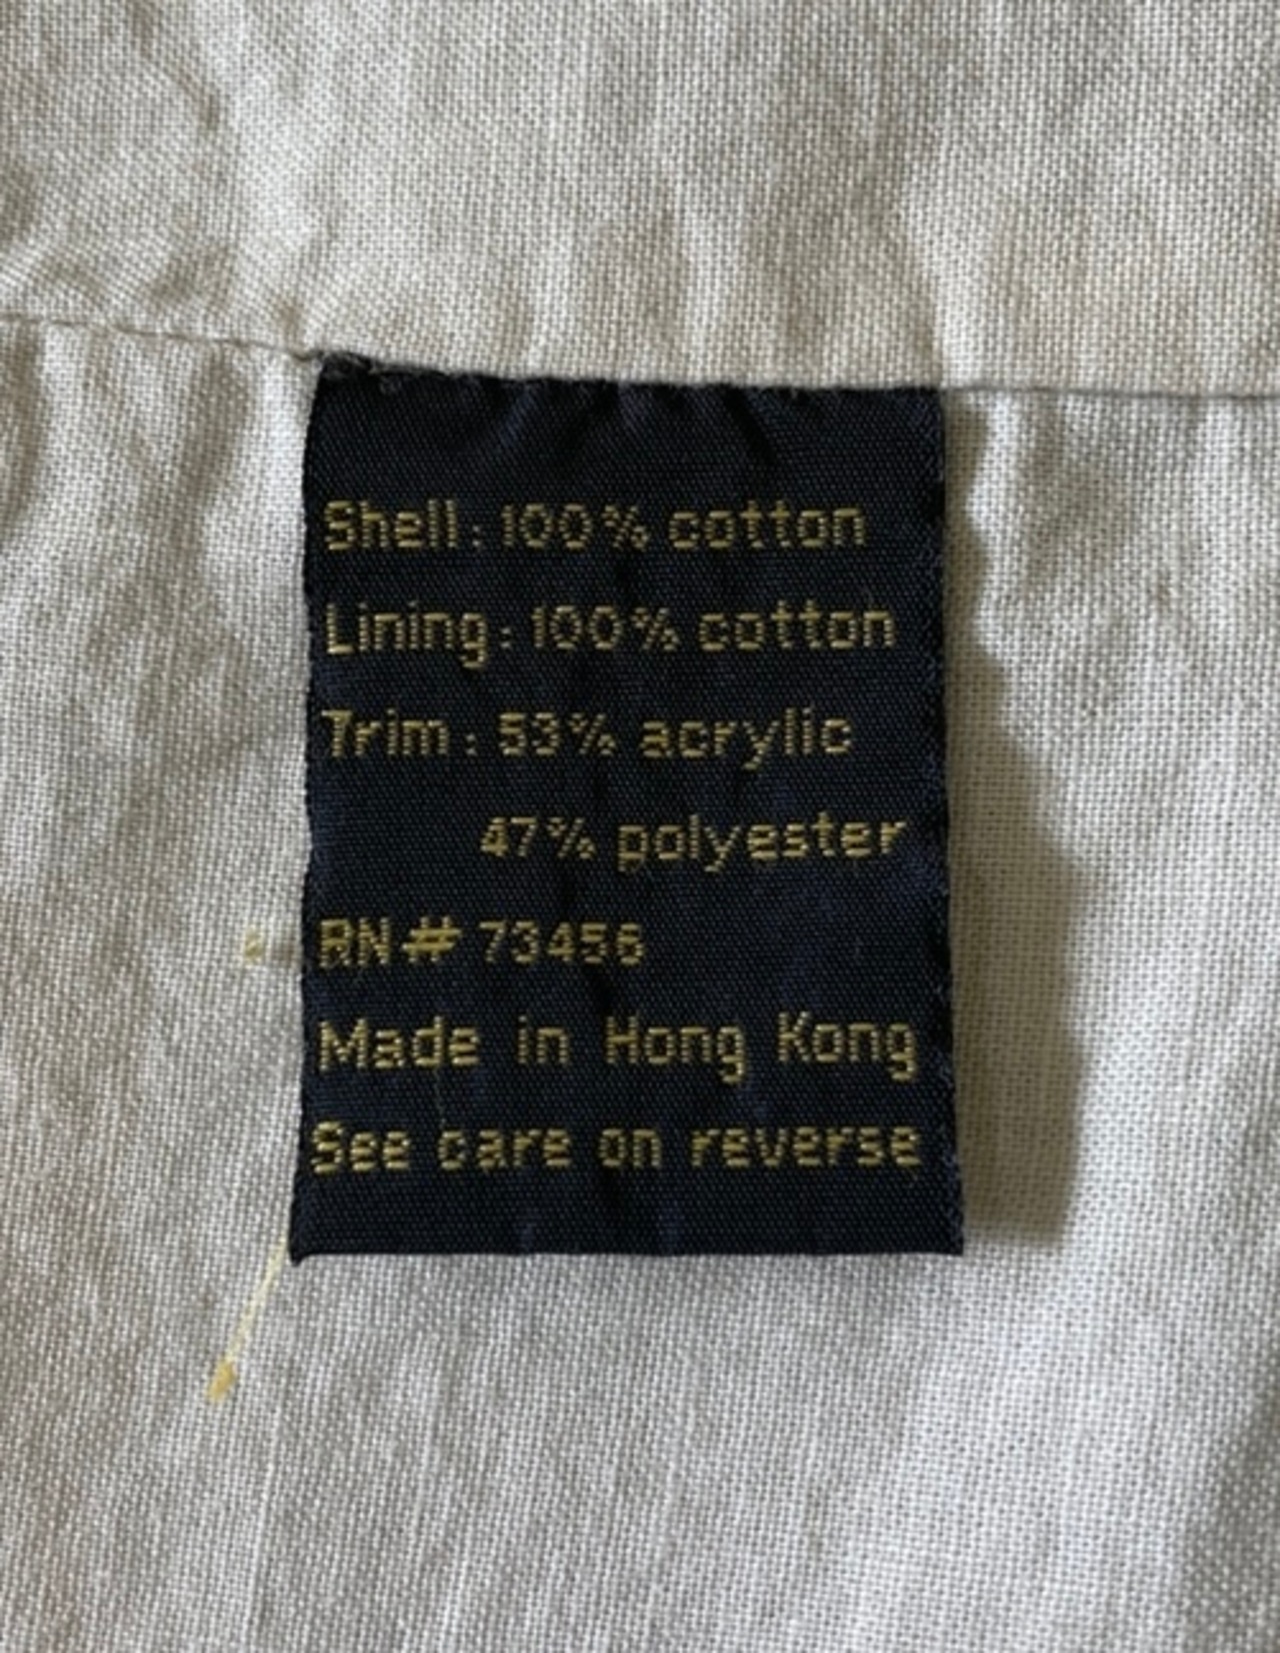 Shell: 100% cotton
Lining: 100% cotton
Trim: 53% acrylic
47% polyester
RN# 73456
Made in Hong Kong
See care on reverse